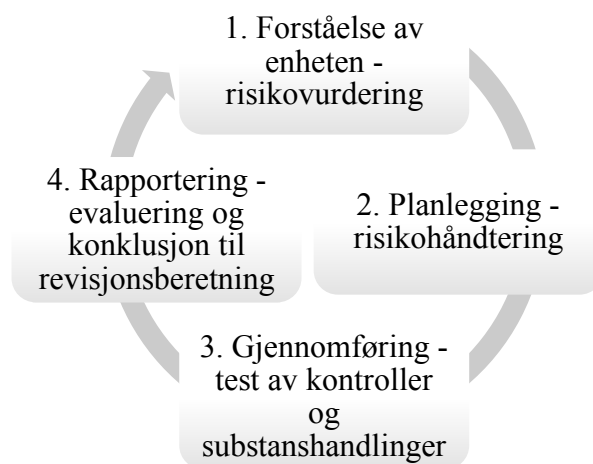 1. Forståelse av
enheten -
risikovurdering
2. Planlegging -
risikohåndtering
3. Gjennomføring -
test av kontroller
og
substanshandlinger
4. Rapportering -
evaluering og
konklusjon til
revisjonsberetning